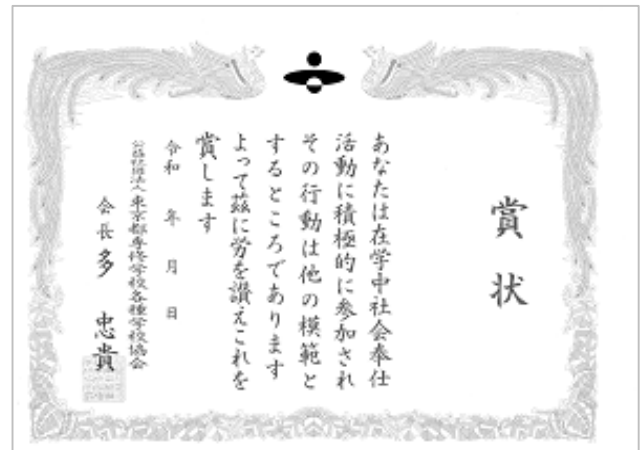 賞状
あなたは在学中社会奉仕
活動に積極的に参加され
その行動は他の模範と
するところであります
よって茲に労を讃えこれを
賞します
令和 年 月 日
公益社団法人 東京都専修学校各種学校協会
会長 多 忠貴